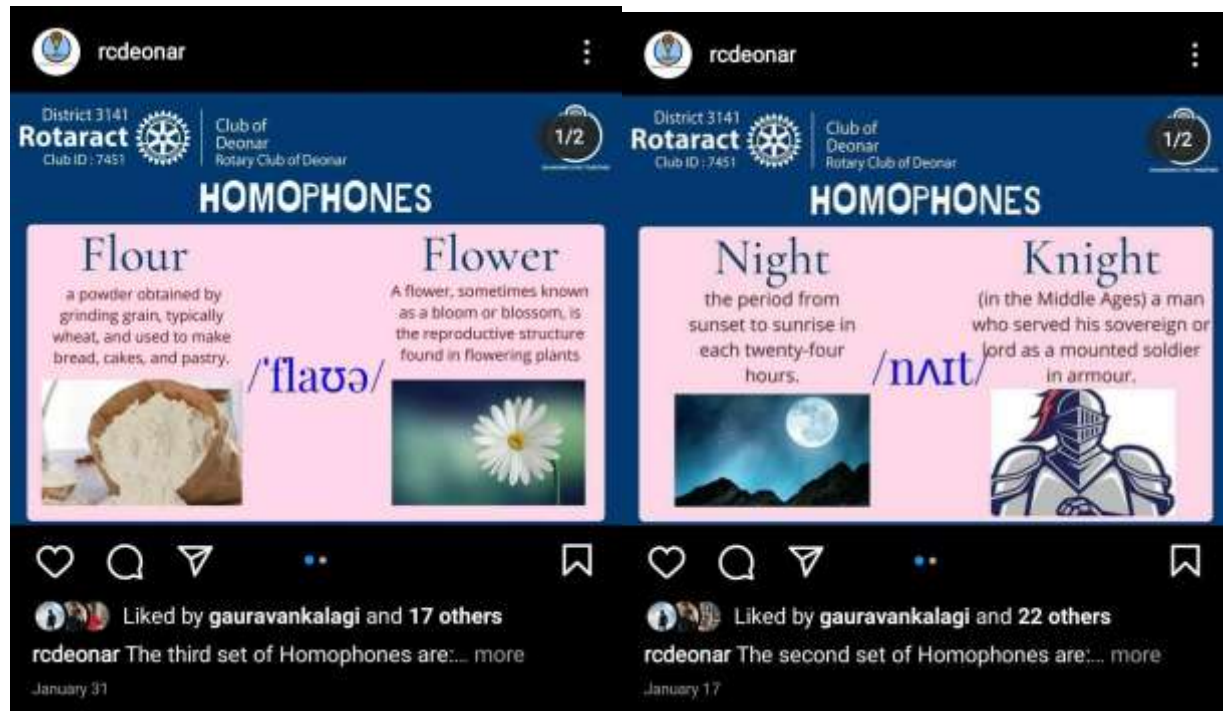 rcdeonar
District 3141
Rotaract
Club ID : 7451
Club of
Deonar
Rotary Club of Deonar
1/2
HOMOPHONES
Flour
a powder obtained by
grinding grain, typically
wheat, and used to make
bread, cakes, and pastry.
/'flaʊə/
Flower
A flower, sometimes known
as a bloom or blossom, is
the reproductive structure
found in flowering plants
Liked by gauravankalagi and 17 others
rcdeonar The third set of Homophones are:... more
January 31
rcdeonar
District 3141
Rotaract
Club ID : 7451
Club of
Deonar
Rotary Club of Deonar
1/2
HOMOPHONES
Night
the period from
sunset to sunrise in
each twenty-four
hours.
/nʌɪt/
Knight
(in the Middle Ages) a man
who served his sovereign or
lord as a mounted soldier
in armour.
Liked by gauravankalagi and 22 others
rcdeonar The second set of Homophones are:... more
January 17